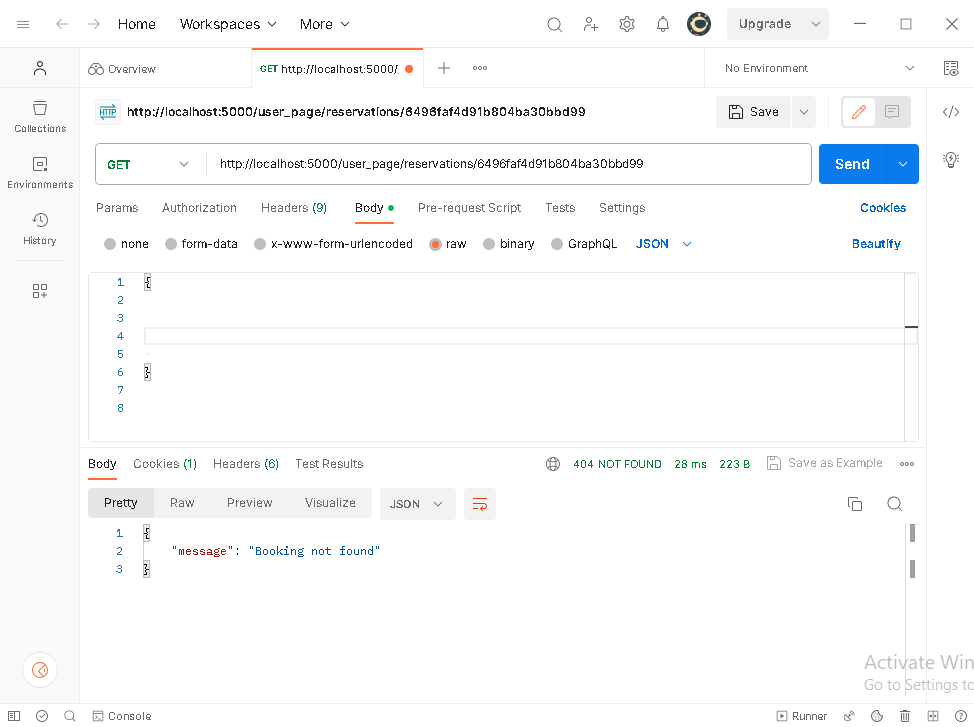 Home Workspaces More Upgrade
Overview GET http://localhost:5000/ No Environment
HTTP http://localhost:5000/user_page/reservations/6496faf4d91b804ba30bbd99 Save
Collections
GET http://localhost:5000/user_page/reservations/6496faf4d91b804ba30bbd99 Send
Environments
Params Authorization Headers (9) Body Pre-request Script Tests Settings Cookies
History
none form-data x-www-form-urlencoded raw binary GraphQL JSON Beautify
1 {
2
3
4
5
6 }
7
8
Body Cookies (1) Headers (6) Test Results 404 NOT FOUND 28 ms 223 B Save as Example
Pretty Raw Preview Visualize JSON
1 {
2 "message": "Booking not found"
3 }
Activate Win
Go to Settings to
Console Runner